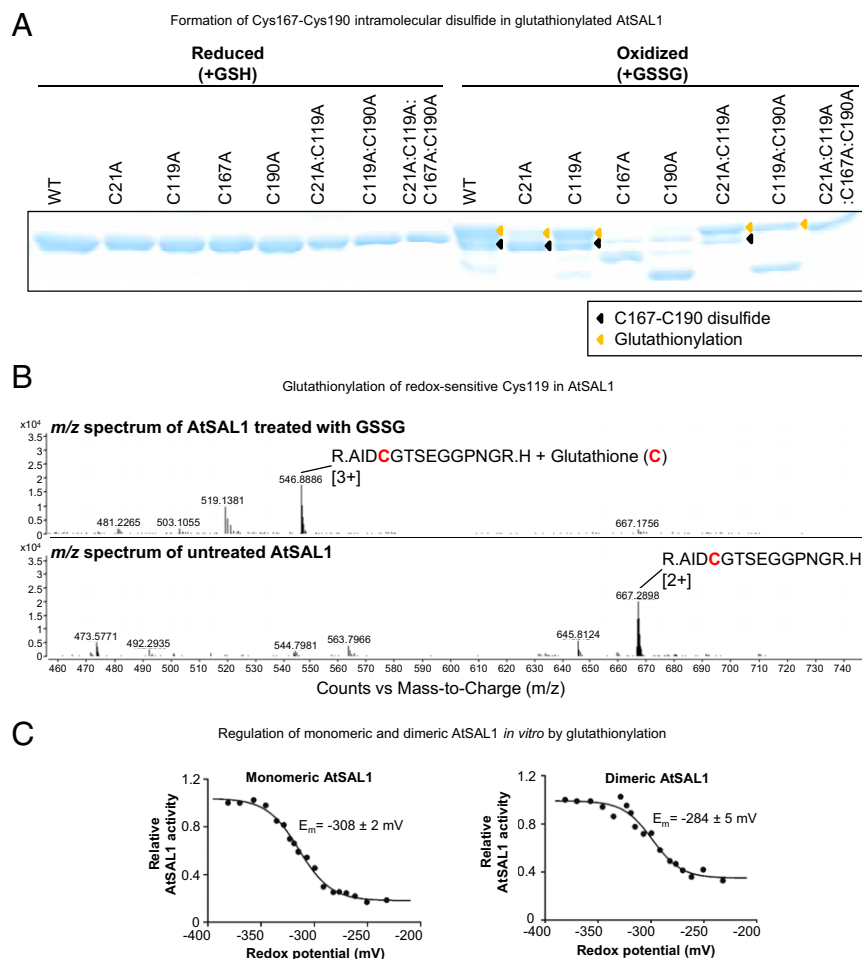 A
Formation of Cys167-Cys190 intramolecular disulfide in glutathionylated AtSAL1
Reduced
(+GSH)
Oxidized
(+GSSG)
WT
C21A
C119A
C167A
C190A
C21A:C119A
C119A:C190A
C21A:C119A:
C167A:C190A
WT
C21A
C119A
C167A
C190A
C21A:C119A
C119A:C190A
C21A:C119A
:C167A:C190A
C167-C190 disulfide
Glutathionylation
B
Glutathionylation of redox-sensitive Cys119 in AtSAL1
x10⁴
m/z spectrum of AtSAL1 treated with GSSG
3.5
3
2.5
2
1.5
1
0.5
0
R.AIDCGTSEGGPNGR.H + Glutathione (C)
[3+]
546.8886
519.1381
481.2265
503.1055
667.1756
x10⁴
m/z spectrum of untreated AtSAL1
3.5
3
2.5
2
1.5
1
0.5
0
R.AIDCGTSEGGPNGR.H
[2+]
667.2898
473.5771
492.2935
544.7981
563.7966
645.8124
460 470 480 490 500 510 520 530 540 550 560 570 580 590 600 610 620 630 640 650 660 670 680 690 700 710 720 730 740
Counts vs Mass-to-Charge (m/z)
C
Regulation of monomeric and dimeric AtSAL1 in vitro by glutathionylation
Monomeric AtSAL1
Relative
AtSAL1 activity
1.2
0.8
0.4
0
Em= -308 ± 2 mV
-400 -350 -300 -250 -200
Redox potential (mV)
Dimeric AtSAL1
Relative
AtSAL1 activity
1.2
0.8
0.4
0
Em= -284 ± 5 mV
-400 -350 -300 -250 -200
Redox potential (mV)